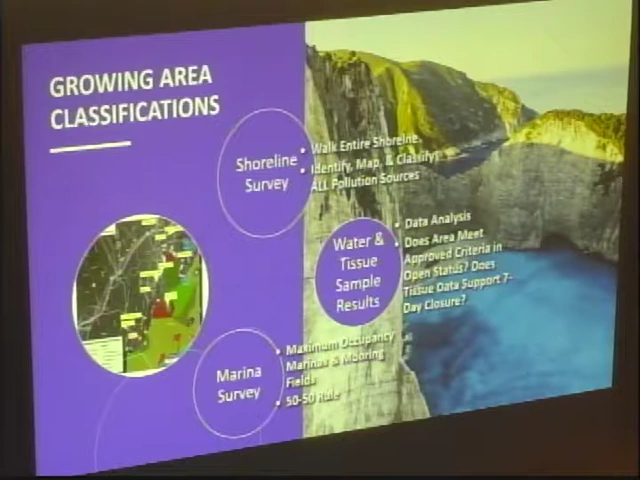 GROWING AREA
CLASSIFICATIONS
Shoreline
Survey
• Walk Entire Shoreline
• Identify, Map, & Classify
ALL Pollution Sources
Water &
Tissue
Sample
Results
• Data Analysis
• Does Area Meet
Approved Criteria in
Open Status? Does
Tissue Data Support 7-
Day Closure?
Marina
Survey
• Maximum Occupancy
Marinas & Mooring
Fields
• 50-50 Rule